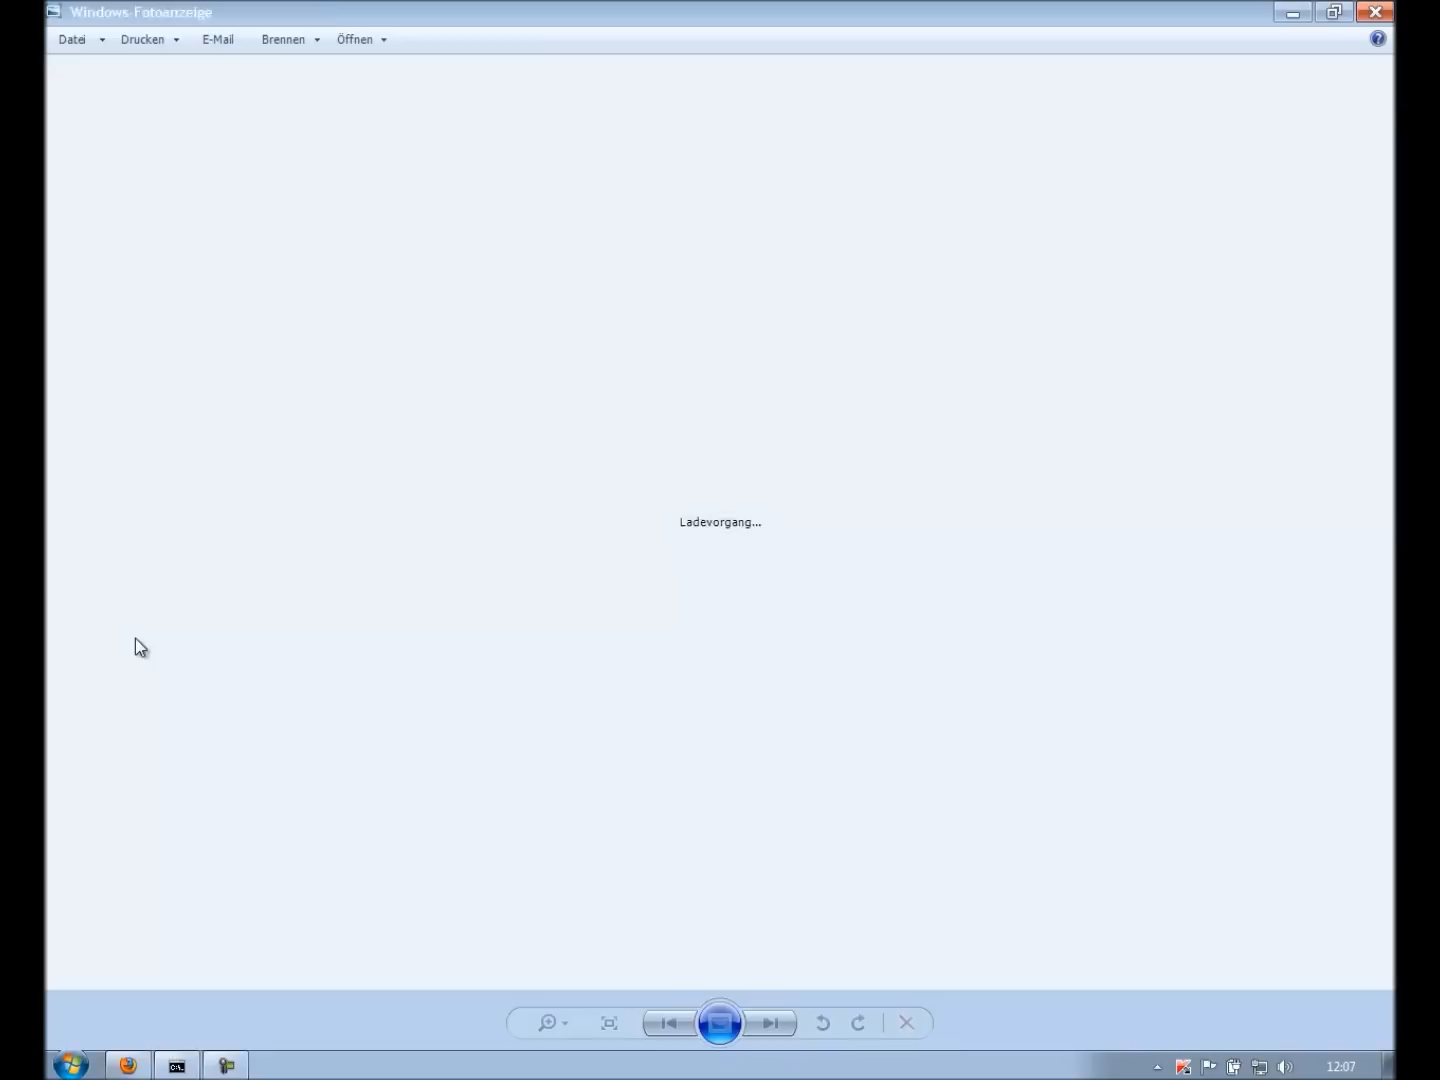 Windows-Fotoanzeige
Datei Drucken E-Mail Brennen Öffnen
Ladevorgang...
12:07